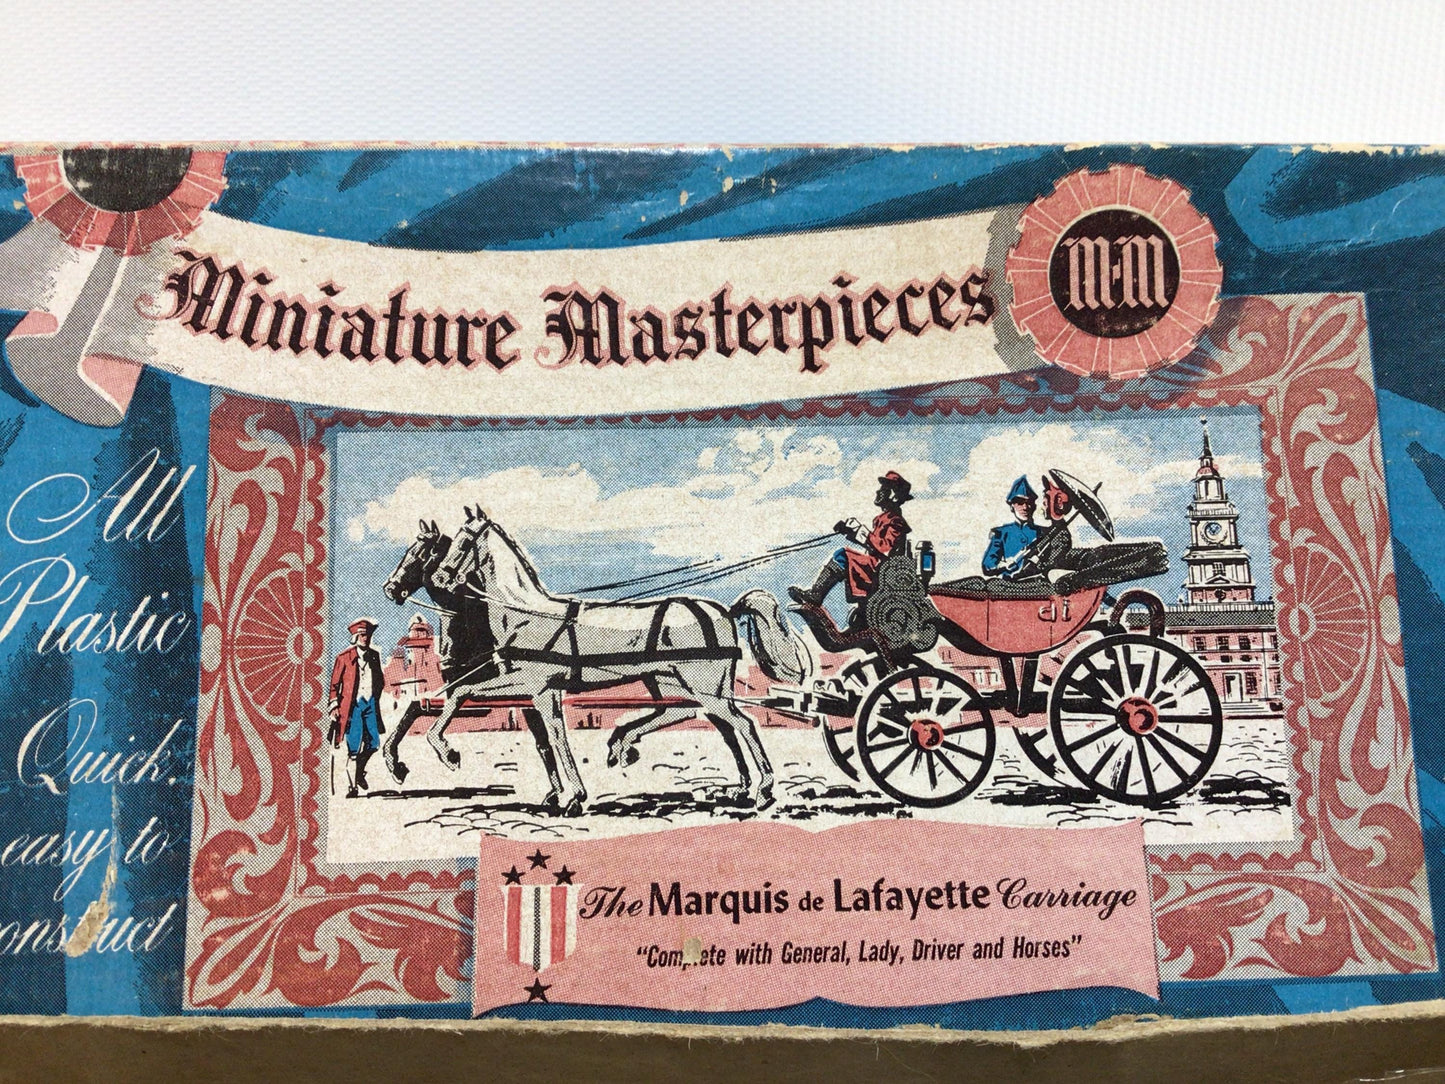 Miniature Masterpieces
M-M
All
Plastic
Quick,
easy to
construct
The Marquis de Lafayette Carriage
"Complete with General, Lady, Driver and Horses"